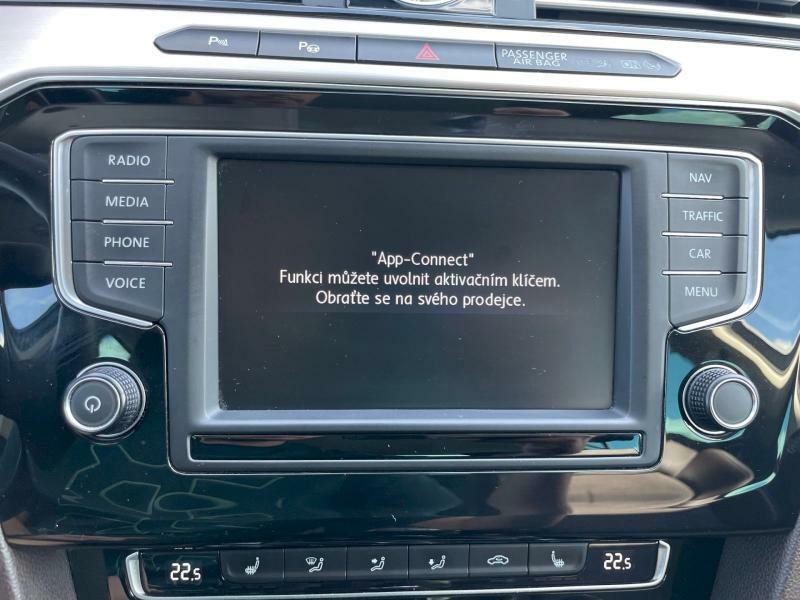 P
P
PASSENGER
AIR BAG
ON
RADIO
MEDIA
PHONE
VOICE
NAV
TRAFFIC
CAR
MENU
"App-Connect"
Funkci můžete uvolnit aktivačním klíčem.
Obraťte se na svého prodejce.
22.5
22.5